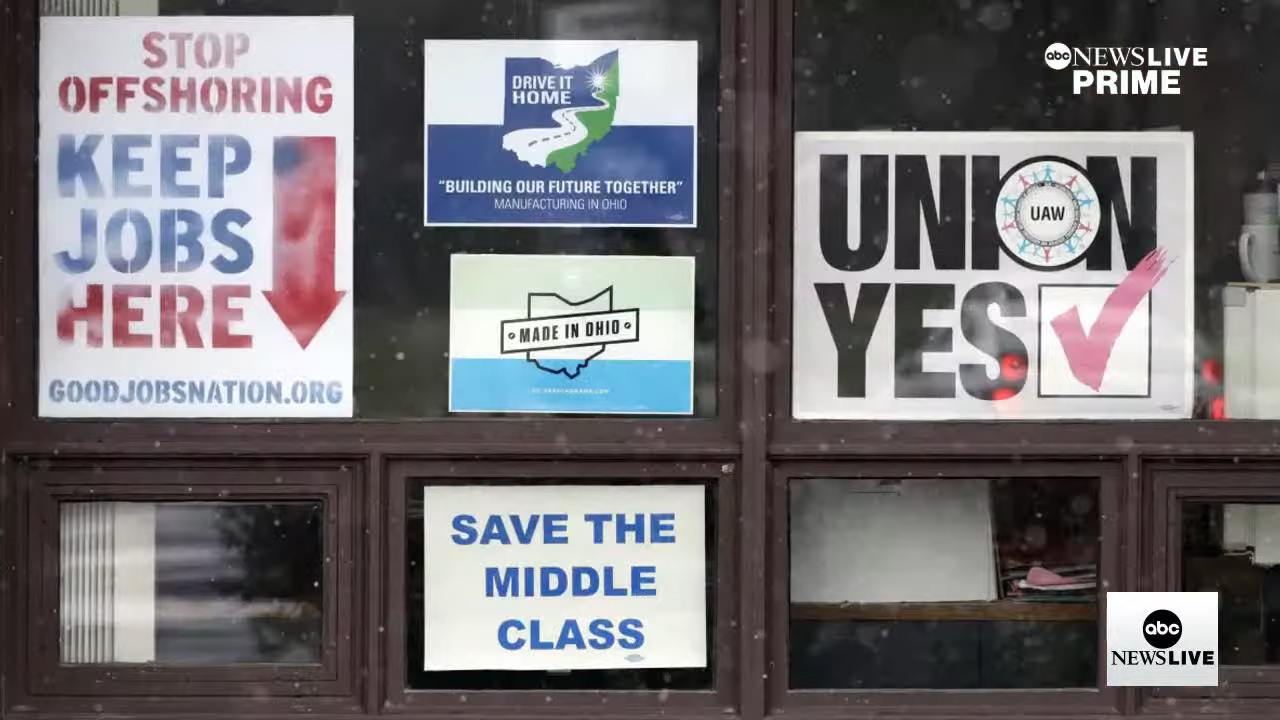 STOP
OFFSHORING
KEEP
JOBS
HERE
GOODJOBSNATION.ORG
DRIVE IT
HOME
"BUILDING OUR FUTURE TOGETHER"
MANUFACTURING IN OHIO
MADE IN OHIO
SAVE THE
MIDDLE
CLASS
UNION
UAW
YES
abc NEWS LIVE
PRIME
abc
NEWS LIVE